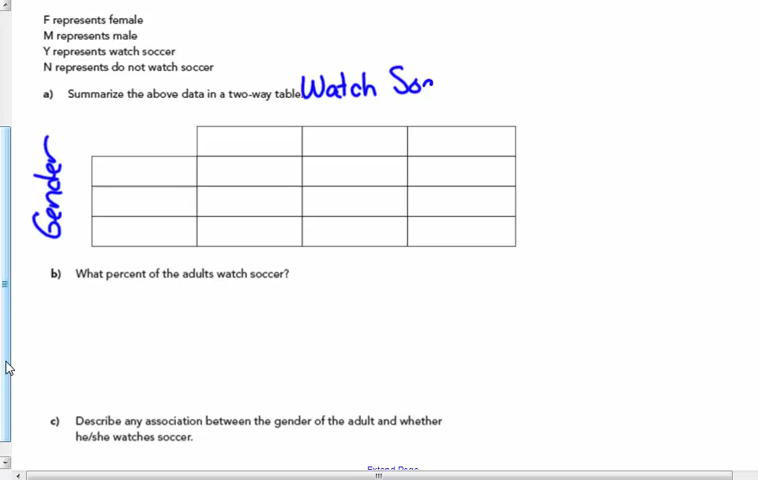 F represents female
M represents male
Y represents watch soccer
N represents do not watch soccer
a) Summarize the above data in a two-way table. Watch
Gender
b) What percent of the adults watch soccer?
c) Describe any association between the gender of the adult and whether
he/she watches soccer.
Extend Page